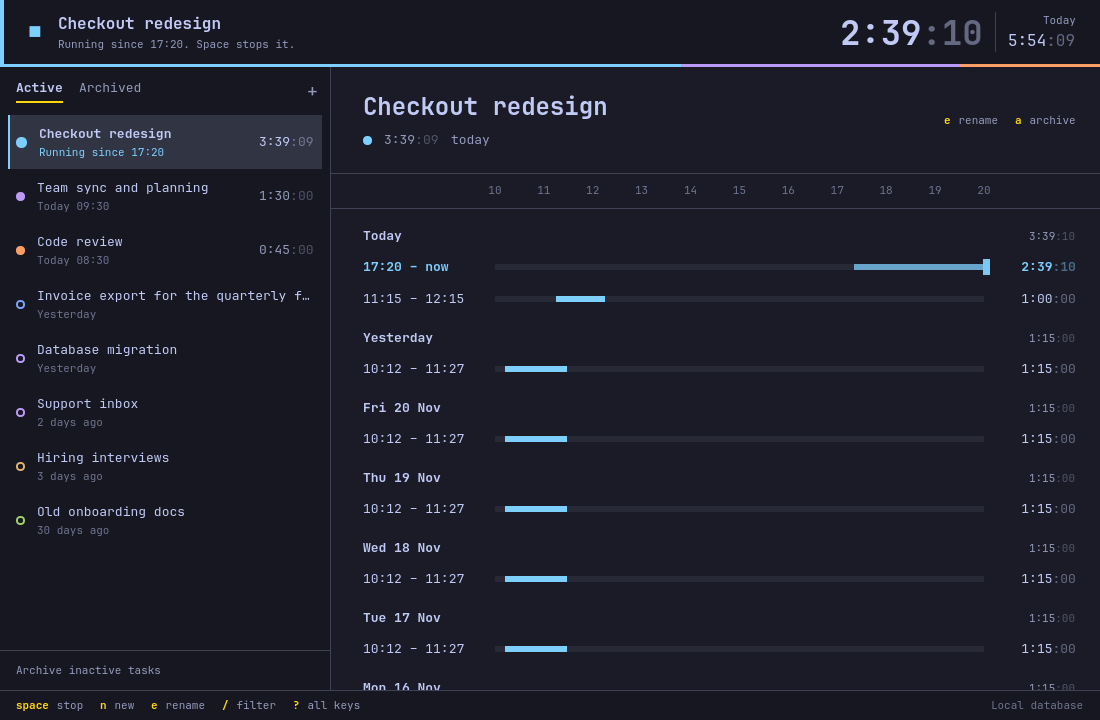 Checkout redesign
Running since 17:20. Space stops it.
2:39:10
Today
5:54:09
Active Archived +
Checkout redesign
Running since 17:20
3:39:09
Team sync and planning
Today 09:30
1:30:00
Code review
Today 08:30
0:45:00
Invoice export for the quarterly f…
Yesterday
Database migration
Yesterday
Support inbox
2 days ago
Hiring interviews
3 days ago
Old onboarding docs
30 days ago
Archive inactive tasks
Checkout redesign
3:39:09 today
e rename a archive
10 11 12 13 14 15 16 17 18 19 20
Today 3:39:10
17:20 – now 2:39:10
11:15 – 12:15 1:00:00
Yesterday 1:15:00
10:12 – 11:27 1:15:00
Fri 20 Nov 1:15:00
10:12 – 11:27 1:15:00
Thu 19 Nov 1:15:00
10:12 – 11:27 1:15:00
Wed 18 Nov 1:15:00
10:12 – 11:27 1:15:00
Tue 17 Nov 1:15:00
10:12 – 11:27 1:15:00
Mon 16 Nov 1:15:00
space stop n new e rename / filter ? all keys
Local database